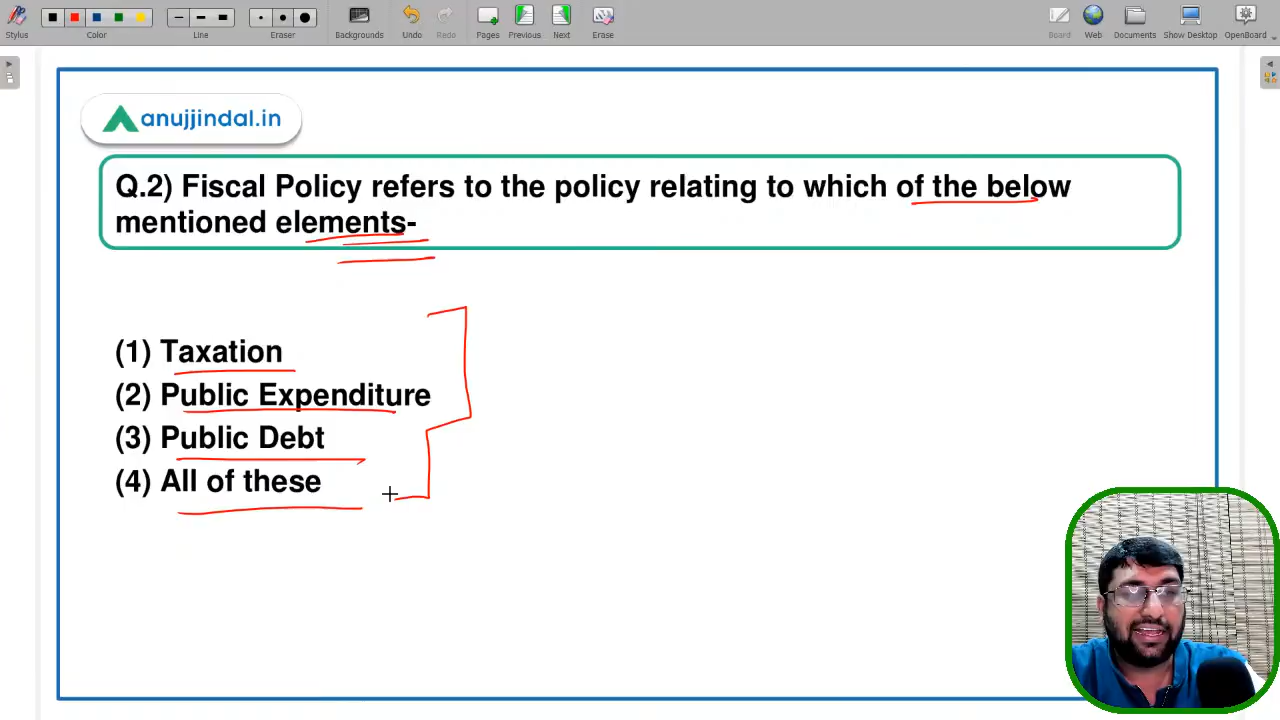 Stylus
Color
Line
Eraser
Backgrounds
Undo
Redo
Pages
Previous
Next
Erase
Board
Web
Documents
Show Desktop
OpenBoard
anujjindal.in
Q.2) Fiscal Policy refers to the policy relating to which of the below
mentioned elements-
(1) Taxation
(2) Public Expenditure
(3) Public Debt
(4) All of these